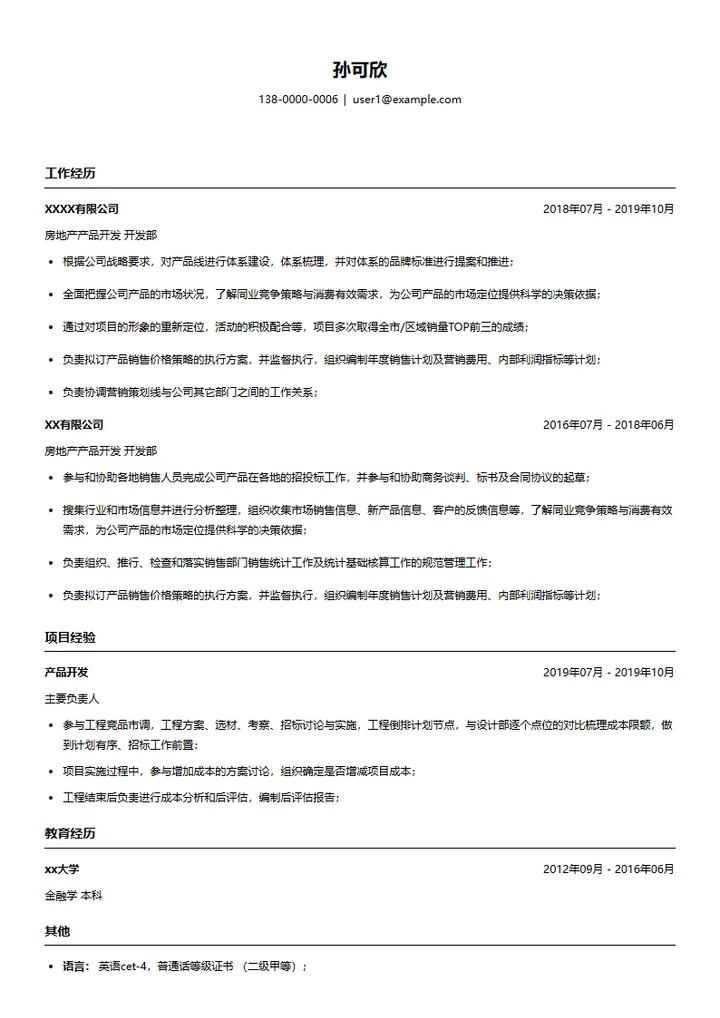 孙可欣
138-0000-0006 | user1@example.com
工作经历
XXXX有限公司 2018年07月 - 2019年10月
房地产产品开发 开发部
• 根据公司战略要求，对产品线进行体系建设，体系梳理，并对体系的品牌标准进行提案和推进；
• 全面把握公司产品的市场状况，了解同业竞争策略与消费有效需求，为公司产品的市场定位提供科学的决策依据；
• 通过对项目的形象的重新定位，活动的积极配合等，项目多次取得全市/区域销量TOP前三的成绩；
• 负责拟订产品销售价格策略的执行方案，并监督执行，组织编制年度销售计划及营销费用、内部利润指标等计划；
• 负责协调营销策划线与公司其它部门之间的工作关系；
XX有限公司 2016年07月 - 2018年06月
房地产产品开发 开发部
• 参与和协助各地销售人员完成公司产品在各地的招投标工作，并参与和协助商务谈判、标书及合同协议的起草；
• 搜集行业和市场信息并进行分析整理，组织收集市场销售信息、新产品信息、客户的反馈信息等，了解同业竞争策略与消费有效
需求，为公司产品的市场定位提供科学的决策依据；
• 负责组织、推行、检查和落实销售部门销售统计工作及统计基础核算工作的规范管理工作；
• 负责拟订产品销售价格策略的执行方案，并监督执行，组织编制年度销售计划及营销费用、内部利润指标等计划；
项目经验
产品开发 2019年07月 - 2019年10月
主要负责人
• 参与工程竞品市调，工程方案、选材、考察、招标讨论与实施，工程倒排计划节点，与设计部逐个点位的对比梳理成本限额，做
到计划有序、招标工作前置；
• 项目实施过程中，参与增加成本的方案讨论，组织确定是否增减项目成本；
• 工程结束后负责进行成本分析和后评估，编制后评估报告；
教育经历
xx大学 2012年09月 - 2016年06月
金融学 本科
其他
• 语言： 英语cet-4，普通话等级证书 （二级甲等）；